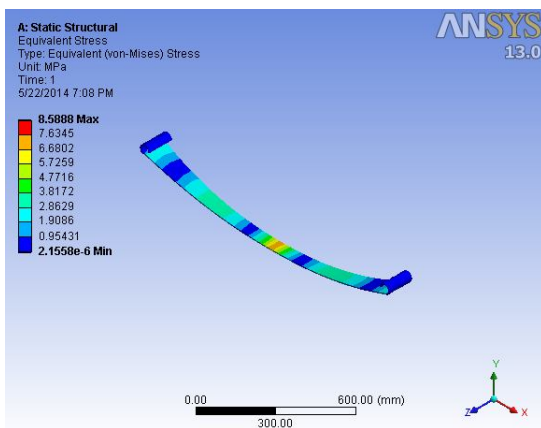 A: Static Structural
Equivalent Stress
Type: Equivalent (von-Mises) Stress
Unit: MPa
Time: 1
5/22/2014 7:08 PM
ANSYS
13.0
8.5888 Max
7.6345
6.6802
5.7259
4.7716
3.8172
2.8629
1.9086
0.95431
2.1558e-6 Min
0.00 600.00 (mm)
300.00
Y
Z X